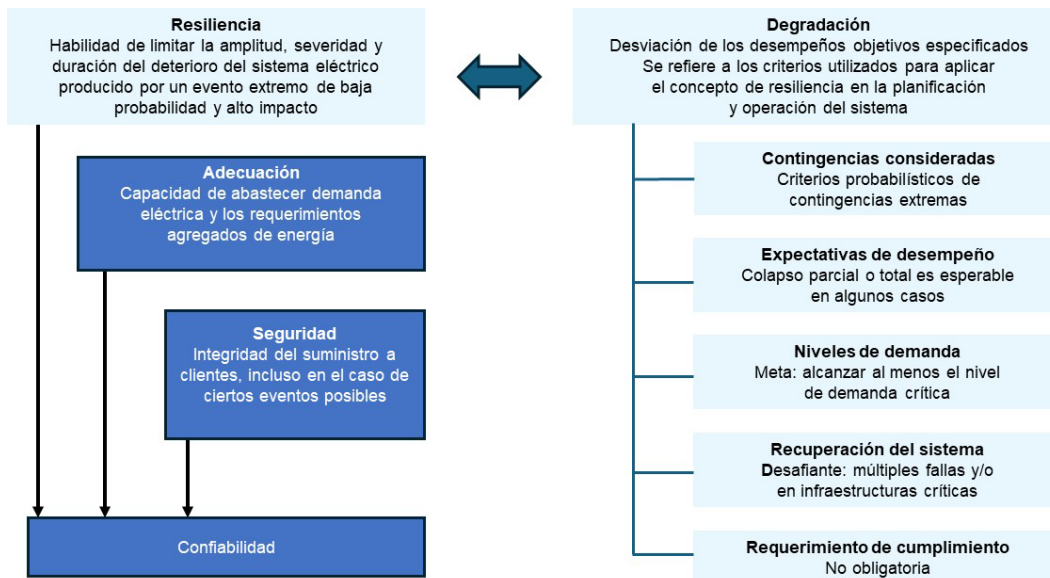 Resiliencia
Habilidad de limitar la amplitud, severidad y
duración del deterioro del sistema eléctrico
producido por un evento extremo de baja
probabilidad y alto impacto
Adecuación
Capacidad de abastecer demanda
eléctrica y los requerimientos
agregados de energía
Seguridad
Integridad del suministro a
clientes, incluso en el caso de
ciertos eventos posibles
Confiabilidad
Degradación
Desviación de los desempeños objetivos especificados
Se refiere a los criterios utilizados para aplicar
el concepto de resiliencia en la planificación
y operación del sistema
Contingencias consideradas
Criterios probabilísticos de
contingencias extremas
Expectativas de desempeño
Colapso parcial o total es esperable
en algunos casos
Niveles de demanda
Meta: alcanzar al menos el nivel
de demanda crítica
Recuperación del sistema
Desafiante: múltiples fallas y/o
en infraestructuras críticas
Requerimiento de cumplimiento
No obligatoria